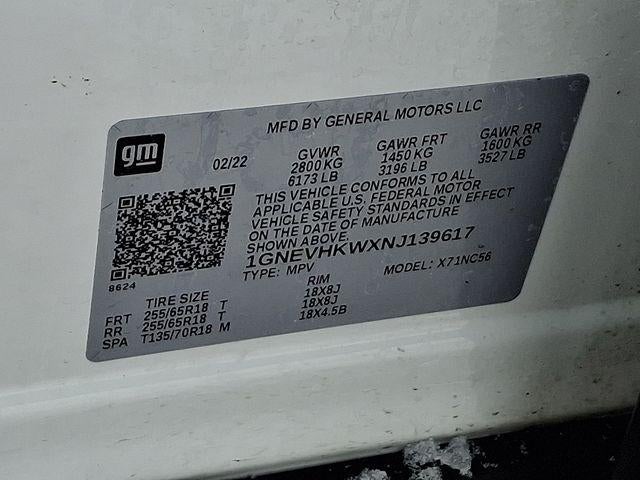 MFD BY GENERAL MOTORS LLC
gm
02/22
GVWR
2800 KG
6173 LB
GAWR FRT
1450 KG
3196 LB
GAWR RR
1600 KG
3527 LB
THIS VEHICLE CONFORMS TO ALL
APPLICABLE U.S. FEDERAL MOTOR
VEHICLE SAFETY STANDARDS IN EFFECT
ON THE DATE OF MANUFACTURE
SHOWN ABOVE.
1GNEVHKWXNJ139617
TYPE: MPV MODEL: X71NC56
8624
TIRE SIZE RIM
FRT 255/65R18 T 18X8J
RR 255/65R18 T 18X8J
SPA T135/70R18 M 18X4.5B